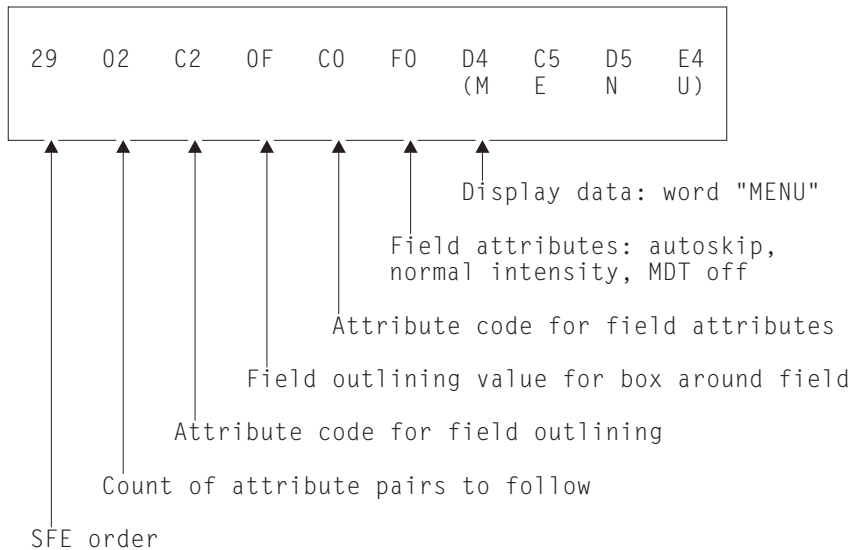 29 02 C2 0F C0 F0 D4 C5 D5 E4
(M E N U)
Display data: word "MENU"
Field attributes: autoskip,
normal intensity, MDT off
Attribute code for field attributes
Field outlining value for box around field
Attribute code for field outlining
Count of attribute pairs to follow
SFE order